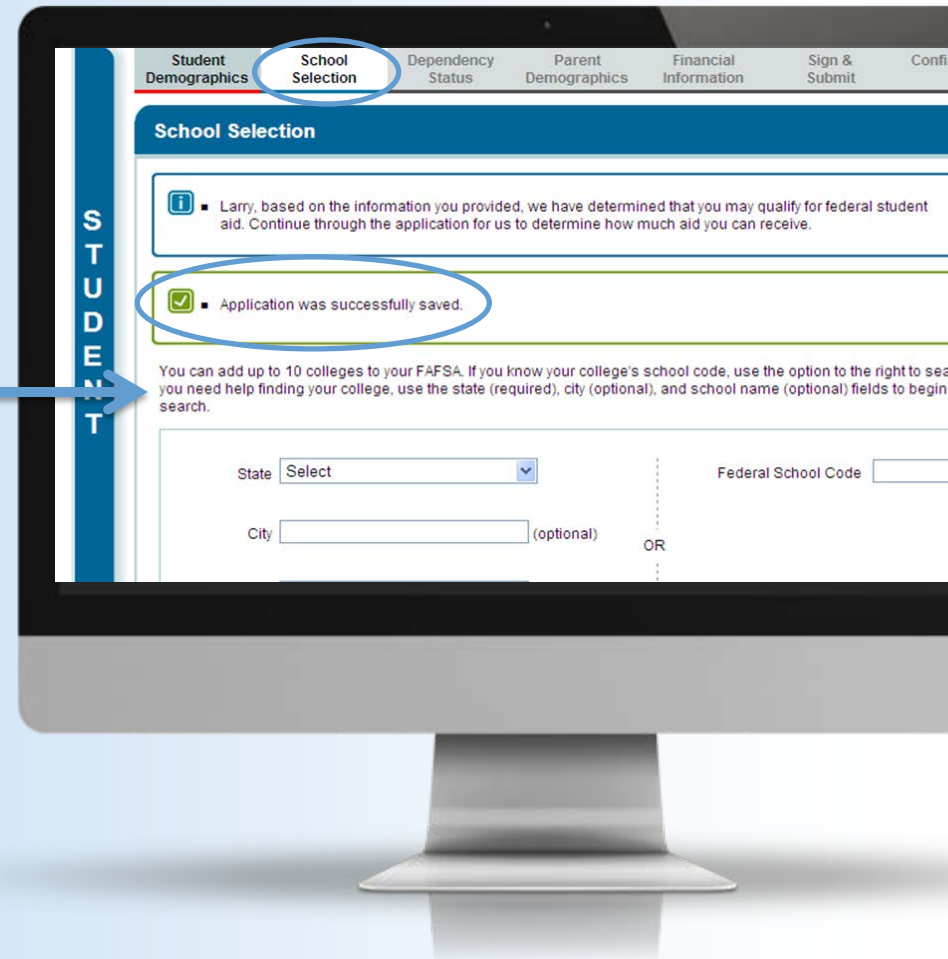 Student Demographics
School Selection
Dependency Status
Parent Demographics
Financial Information
Sign & Submit
STUDENT
School Selection
Larry, based on the information you provided, we have determined that you may qualify for federal student
aid. Continue through the application for us to determine how much aid you can receive.
Application was successfully saved.
You can add up to 10 colleges to your FAFSA. If you know your college's school code, use the option to the right to
you need help finding your college, use the state (required), city (optional), and school name (optional) fields to begin
search.
State Select
Federal School Code
City (optional)
OR